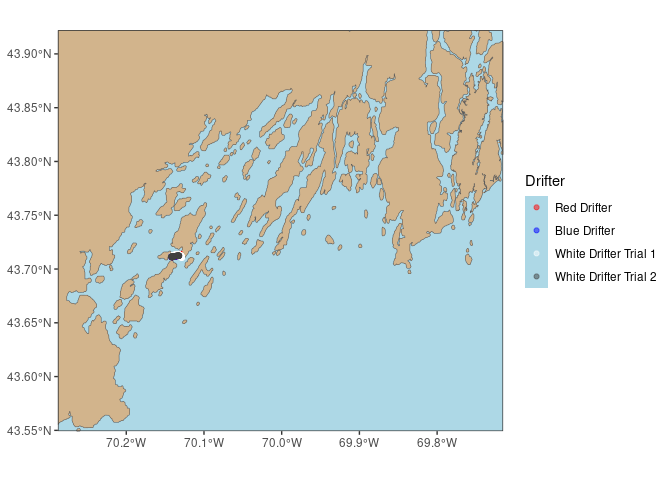 43.90°N
43.85°N
43.80°N
43.75°N
43.70°N
43.65°N
43.60°N
43.55°N
70.2°W 70.1°W 70.0°W 69.9°W 69.8°W
Drifter
Red Drifter
Blue Drifter
White Drifter Trial 1
White Drifter Trial 2